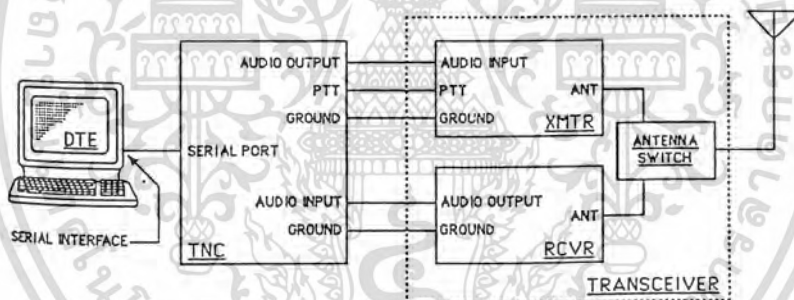 DTE
SERIAL INTERFACE
SERIAL PORT
AUDIO OUTPUT
PTT
GROUND
AUDIO INPUT
GROUND
TNC
AUDIO INPUT
PTT
GROUND
ANT
XMTR
AUDIO OUTPUT
GROUND
ANT
RCVR
ANTENNA
SWITCH
TRANSCEIVER